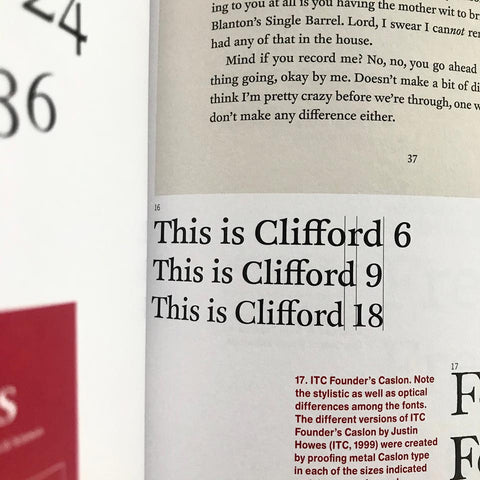 24
36
s
ing to you at all is you having the mother wit to br
Blanton's Single Barrel. Lord, I swear I cannot re
had any of that in the house.
Mind if you record me? No, no, you go ahead
thing going, okay by me. Doesn't make a bit of di
think I'm pretty crazy before we're through, one w
don't make any difference either.
37
16
This is Clifford 6
This is Clifford 9
This is Clifford 18
17. ITC Founder's Caslon. Note
the stylistic as well as optical
differences among the fonts.
The different versions of ITC
Founder's Caslon by Justin
Howes (ITC, 1999) were created
by proofing metal Caslon type
in each of the sizes indicated
17
F
Fo